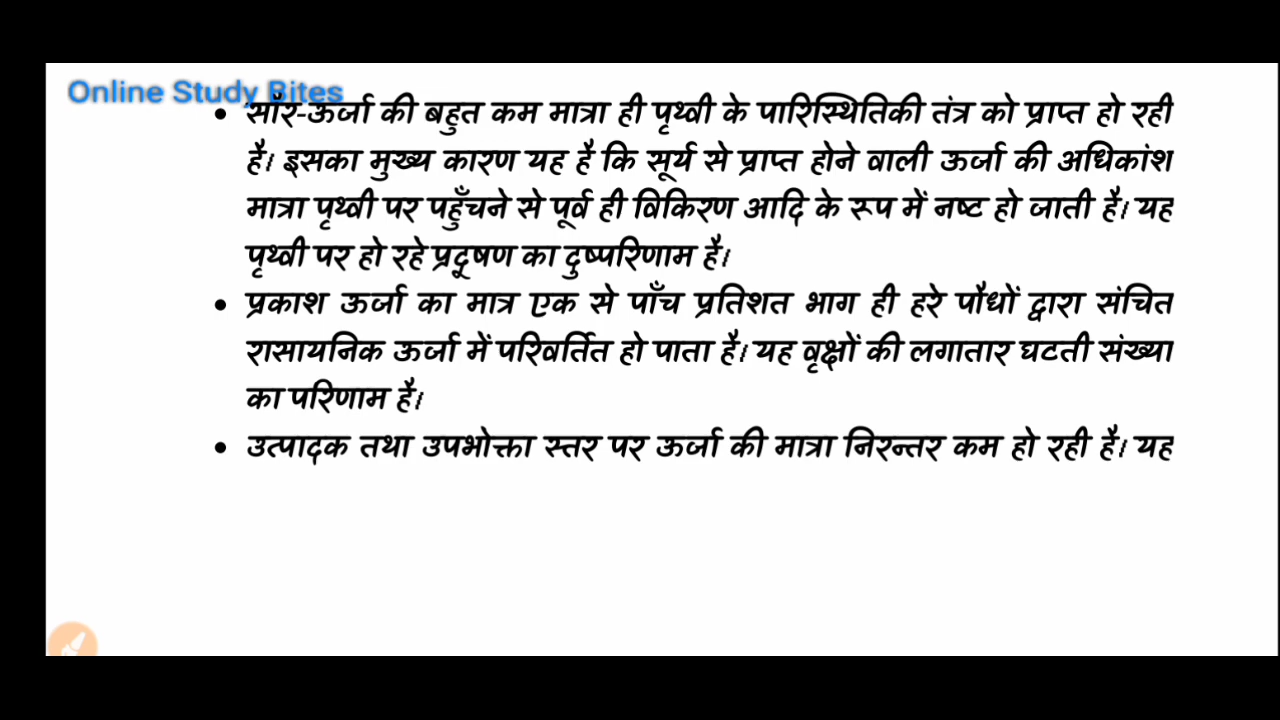 Online Study Bites
• सौर-ऊर्जा की बहुत कम मात्रा ही पृथ्वी के पारिस्थितिकी तंत्र को प्राप्त हो रही
है। इसका मुख्य कारण यह है कि सूर्य से प्राप्त होने वाली ऊर्जा की अधिकांश
मात्रा पृथ्वी पर पहुँचने से पूर्व ही विकिरण आदि के रूप में नष्ट हो जाती है। यह
पृथ्वी पर हो रहे प्रदूषण का दुष्परिणाम है।
• प्रकाश ऊर्जा का मात्र एक से पाँच प्रतिशत भाग ही हरे पौधों द्वारा संचित
रासायनिक ऊर्जा में परिवर्तित हो पाता है। यह वृक्षों की लगातार घटती संख्या
का परिणाम है।
• उत्पादक तथा उपभोक्ता स्तर पर ऊर्जा की मात्रा निरन्तर कम हो रही है। यह